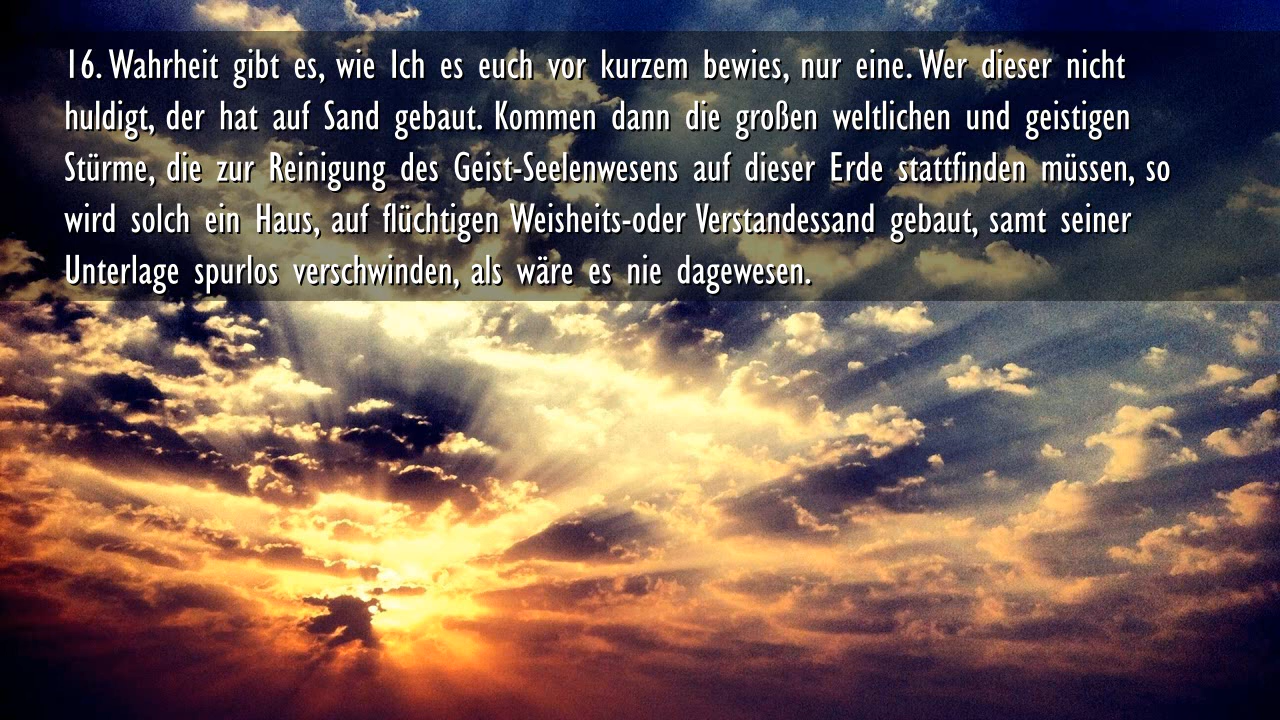 16. Wahrheit gibt es, wie Ich es euch vor kurzem bewies, nur eine. Wer dieser nicht
huldigt, der hat auf Sand gebaut. Kommen dann die großen weltlichen und geistigen
Stürme, die zur Reinigung des Geist-Seelenwesens auf dieser Erde stattfinden müssen, so
wird solch ein Haus, auf flüchtigen Weisheits-oder Verstandessand gebaut, samt seiner
Unterlage spurlos verschwinden, als wäre es nie dagewesen.